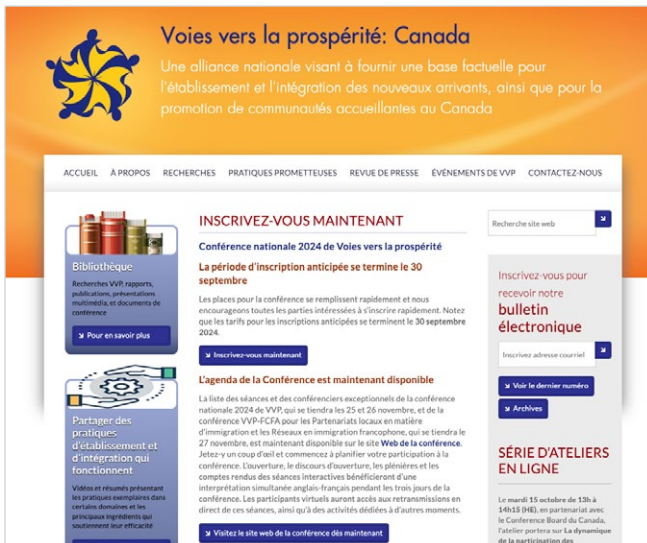 Voies vers la prospérité: Canada
Une alliance nationale visant à fournir une base factuelle pour
l'établissement et l'intégration des nouveaux arrivants, ainsi que pour la
promotion de communautés accueillantes au Canada
ACCUEIL À PROPOS RECHERCHES PRATIQUES PROMETTEUSES REVUE DE PRESSE ÉVÉNEMENTS DE VVP CONTACTEZ-NOUS
Bibliothèque
Recherches VVP, rapports,
publications, présentations
multimédia, et documents de
conférence
Pour en savoir plus
Partager des
pratiques
d'établissement et
d'intégration qui
fonctionnent
Vidéos et résumés présentant
les pratiques exemplaires dans
certains domaines et les
principaux ingrédients qui
soutiennent leur efficacité
INSCRIVEZ-VOUS MAINTENANT
Conférence nationale 2024 de Voies vers la prospérité
La période d'inscription anticipée se termine le 30
septembre
Les places pour la conférence se remplissent rapidement et nous
encourageons toutes les parties intéressées à s'inscrire rapidement. Notez
que les tarifs pour les inscriptions anticipées se terminent le 30 septembre
2024.
Inscrivez-vous maintenant
L'agenda de la Conférence est maintenant disponible
La liste des séances et des conférenciers exceptionnels de la conférence
nationale 2024 de VVP, qui se tiendra les 25 et 26 novembre, et de la
conférence VVP-FCFA pour les Partenariats locaux en matière
d'immigration et les Réseaux en immigration francophone, qui se tiendra le
27 novembre, est maintenant disponible sur le site Web de la conférence.
Jetez-y un coup d'œil et commencez à planifier votre participation à la
conférence. L'ouverture, le discours d'ouverture, les plénières et les
comptes rendus des séances interactives bénéficieront d'une
interprétation simultanée anglais-français pendant les trois jours de la
conférence. Les participants virtuels auront accès aux retransmissions en
direct de ces séances, ainsi qu'à des activités dédiées à d'autres moments.
Visitez le site web de la conférence dès maintenant
Recherche site web
Inscrivez-vous pour
recevoir notre
bulletin
électronique
Inscrivez adresse courriel
Voir le dernier numéro
Archives
SÉRIE D'ATELIERS
EN LIGNE
Le mardi 15 octobre de 13h à
14h15 (HE), en partenariat avec
le Conference Board du Canada,
l'atelier portera sur La dynamique
de la participation des